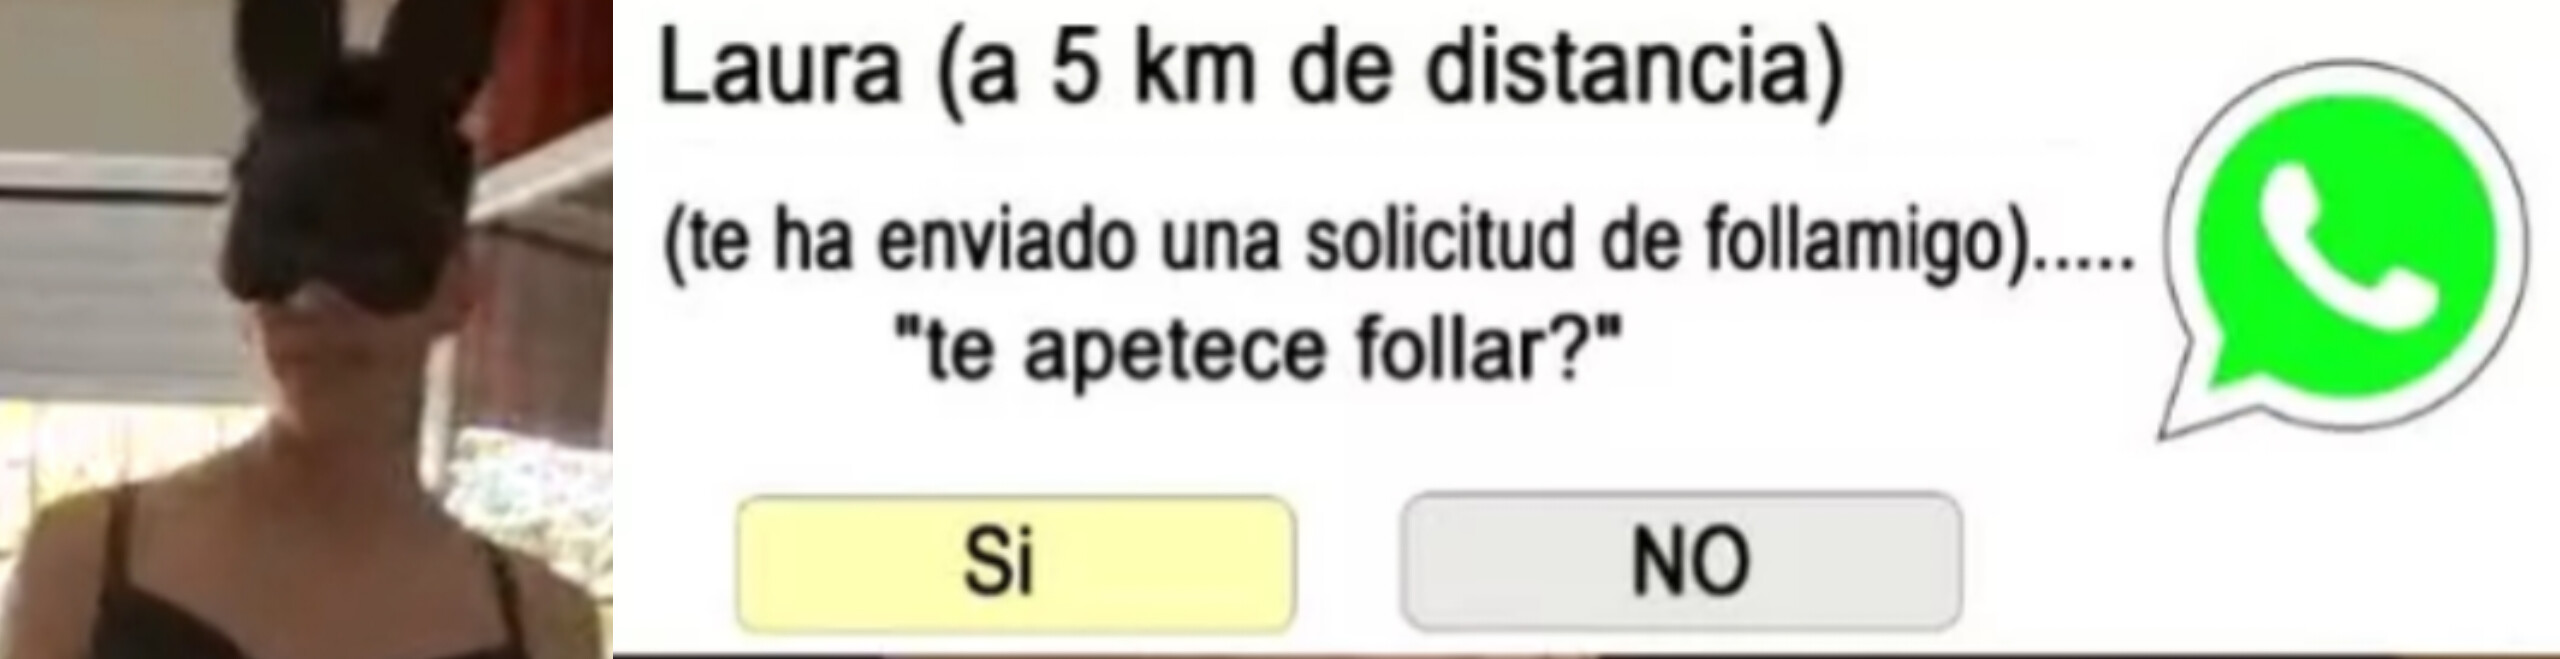 Laura (a 5 km de distancia)
(te ha enviado una solicitud de follamigo).....
"te apetece follar?"
Si
NO